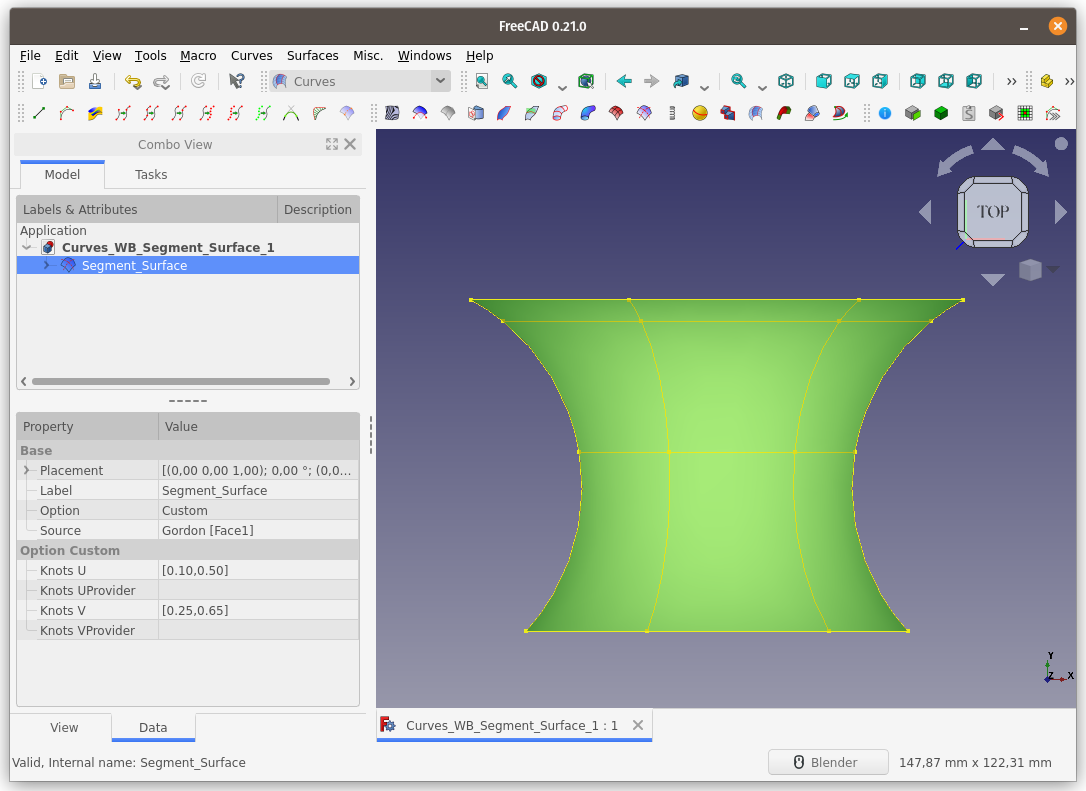 FreeCAD 0.21.0
File Edit View Tools Macro Curves Surfaces Misc. Windows Help
Curves
Combo View
Model Tasks
Labels & Attributes Description
Application
Curves_WB_Segment_Surface_1
Segment_Surface
Property Value
Base
Placement [(0,00 0,00 1,00); 0,00 °; (0,0...
Label Segment_Surface
Option Custom
Source Gordon [Face1]
Option Custom
Knots U [0.10,0.50]
Knots UProvider
Knots V [0.25,0.65]
Knots VProvider
View Data
TOP
Y
Z X
Curves_WB_Segment_Surface_1 : 1
Valid, Internal name: Segment_Surface
Blender 147,87 mm x 122,31 mm